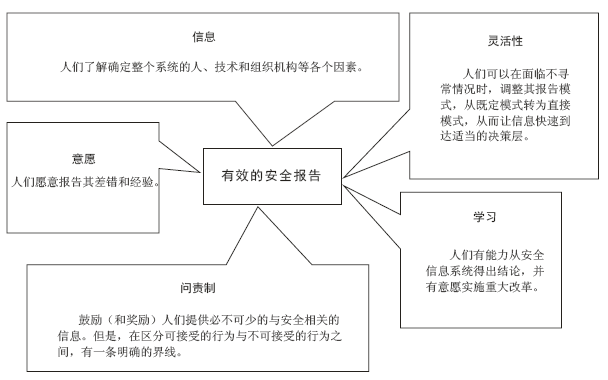 信息
人们了解确定整个系统的人、技术和组织机构等各个因素。
灵活性
人们可以在面临不寻
常情况时，调整其报告模
式，从既定模式转为直接
模式，从而让信息快速到
达适当的决策层。
意愿
人们愿意报告其差错和经验。
有效的安全报告
学习
人们有能力从安全
信息系统得出结论，并
有意愿实施重大改革。
问责制
鼓励（和奖励）人们提供必不可少的与安全相关的
信息。但是，在区分可接受的行为与不可接受的行为之
间，有一条明确的界线。